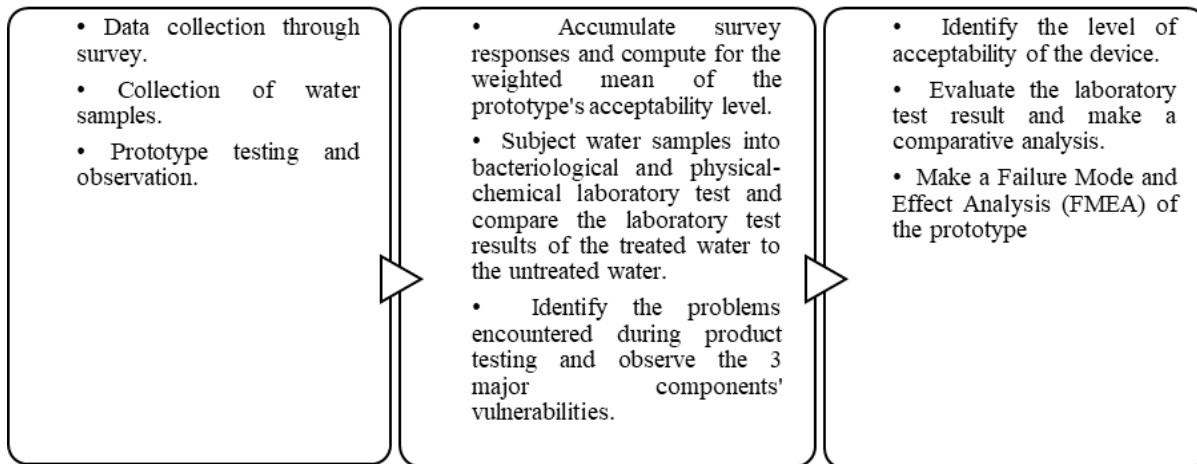 • Data collection through
survey.
• Collection of water
samples.
• Prototype testing and
observation.
• Accumulate survey
responses and compute for the
weighted mean of the
prototype's acceptability level.
• Subject water samples into
bacteriological and physical-
chemical laboratory test and
compare the laboratory test
results of the treated water to
the untreated water.
• Identify the problems
encountered during product
testing and observe the 3
major components'
vulnerabilities.
• Identify the level of
acceptability of the device.
• Evaluate the laboratory
test result and make a
comparative analysis.
• Make a Failure Mode and
Effect Analysis (FMEA) of
the prototype